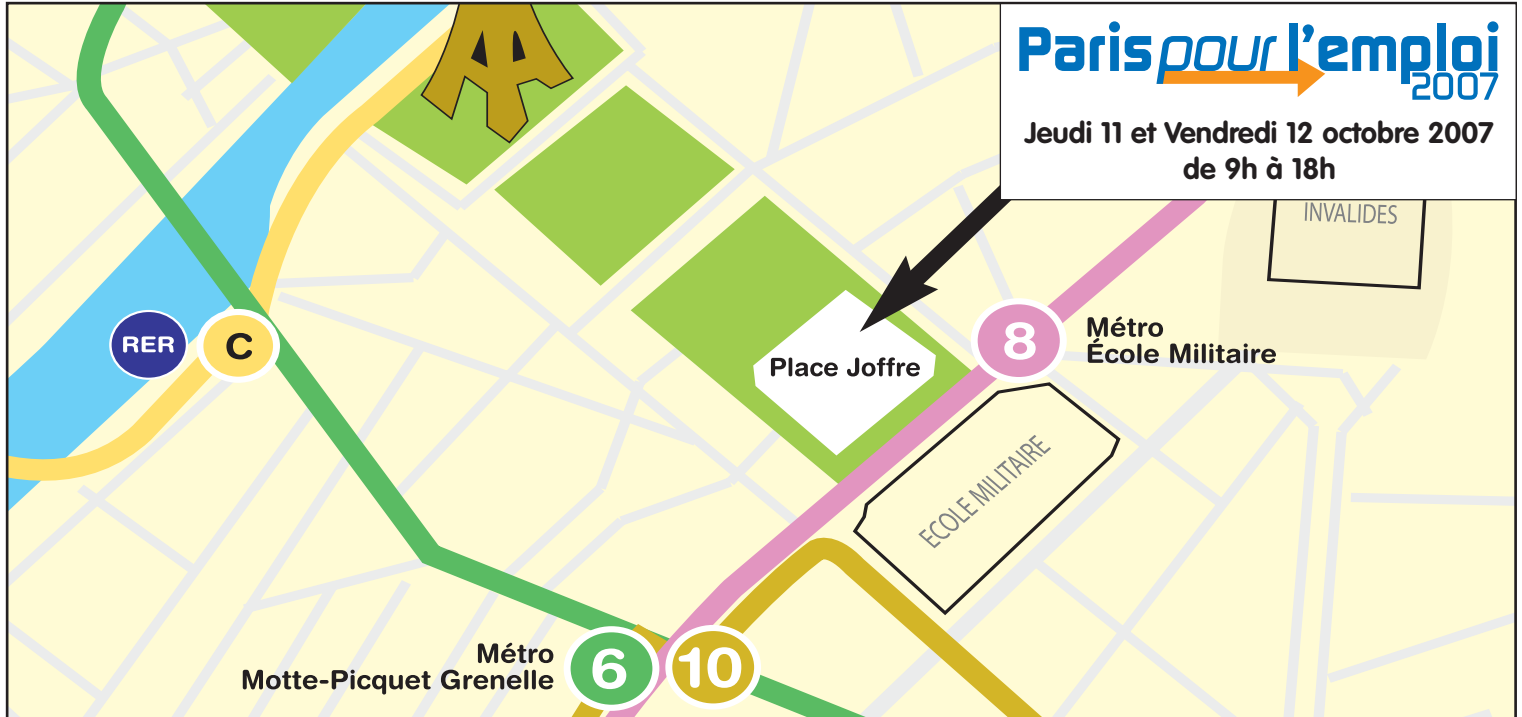 Paris pour l'emploi
2007
Jeudi 11 et Vendredi 12 octobre 2007
de 9h à 18h
INVALIDES
RER
C
8
Métro
École Militaire
Place Joffre
ECOLE MILITAIRE
Métro
Motte-Picquet Grenelle
6
10